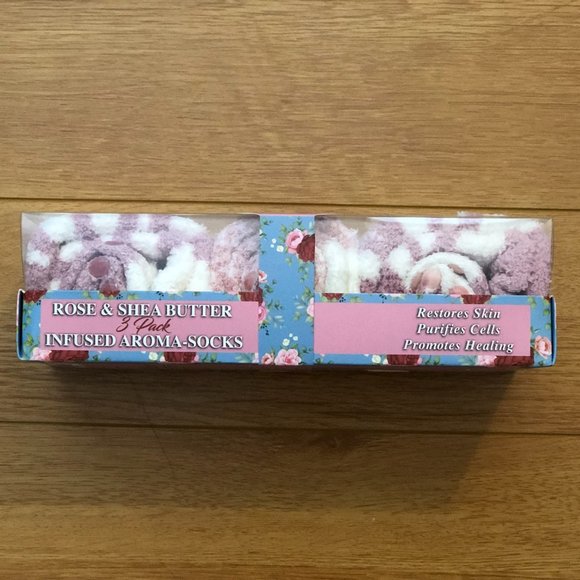 ROSE & SHEA BUTTER
3 Pack
INFUSED AROMA-SOCKS
Restores Skin
Purifies Cells
Promotes Healing